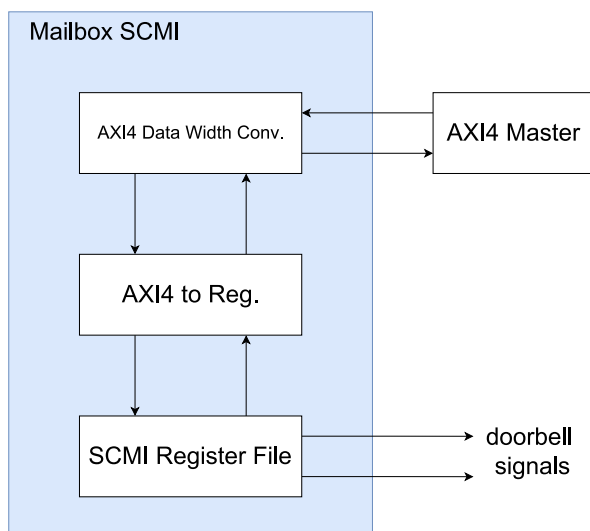 Mailbox SCMI
AXI4 Data Width Conv.
AXI4 Master
AXI4 to Reg.
SCMI Register File
doorbell
signals